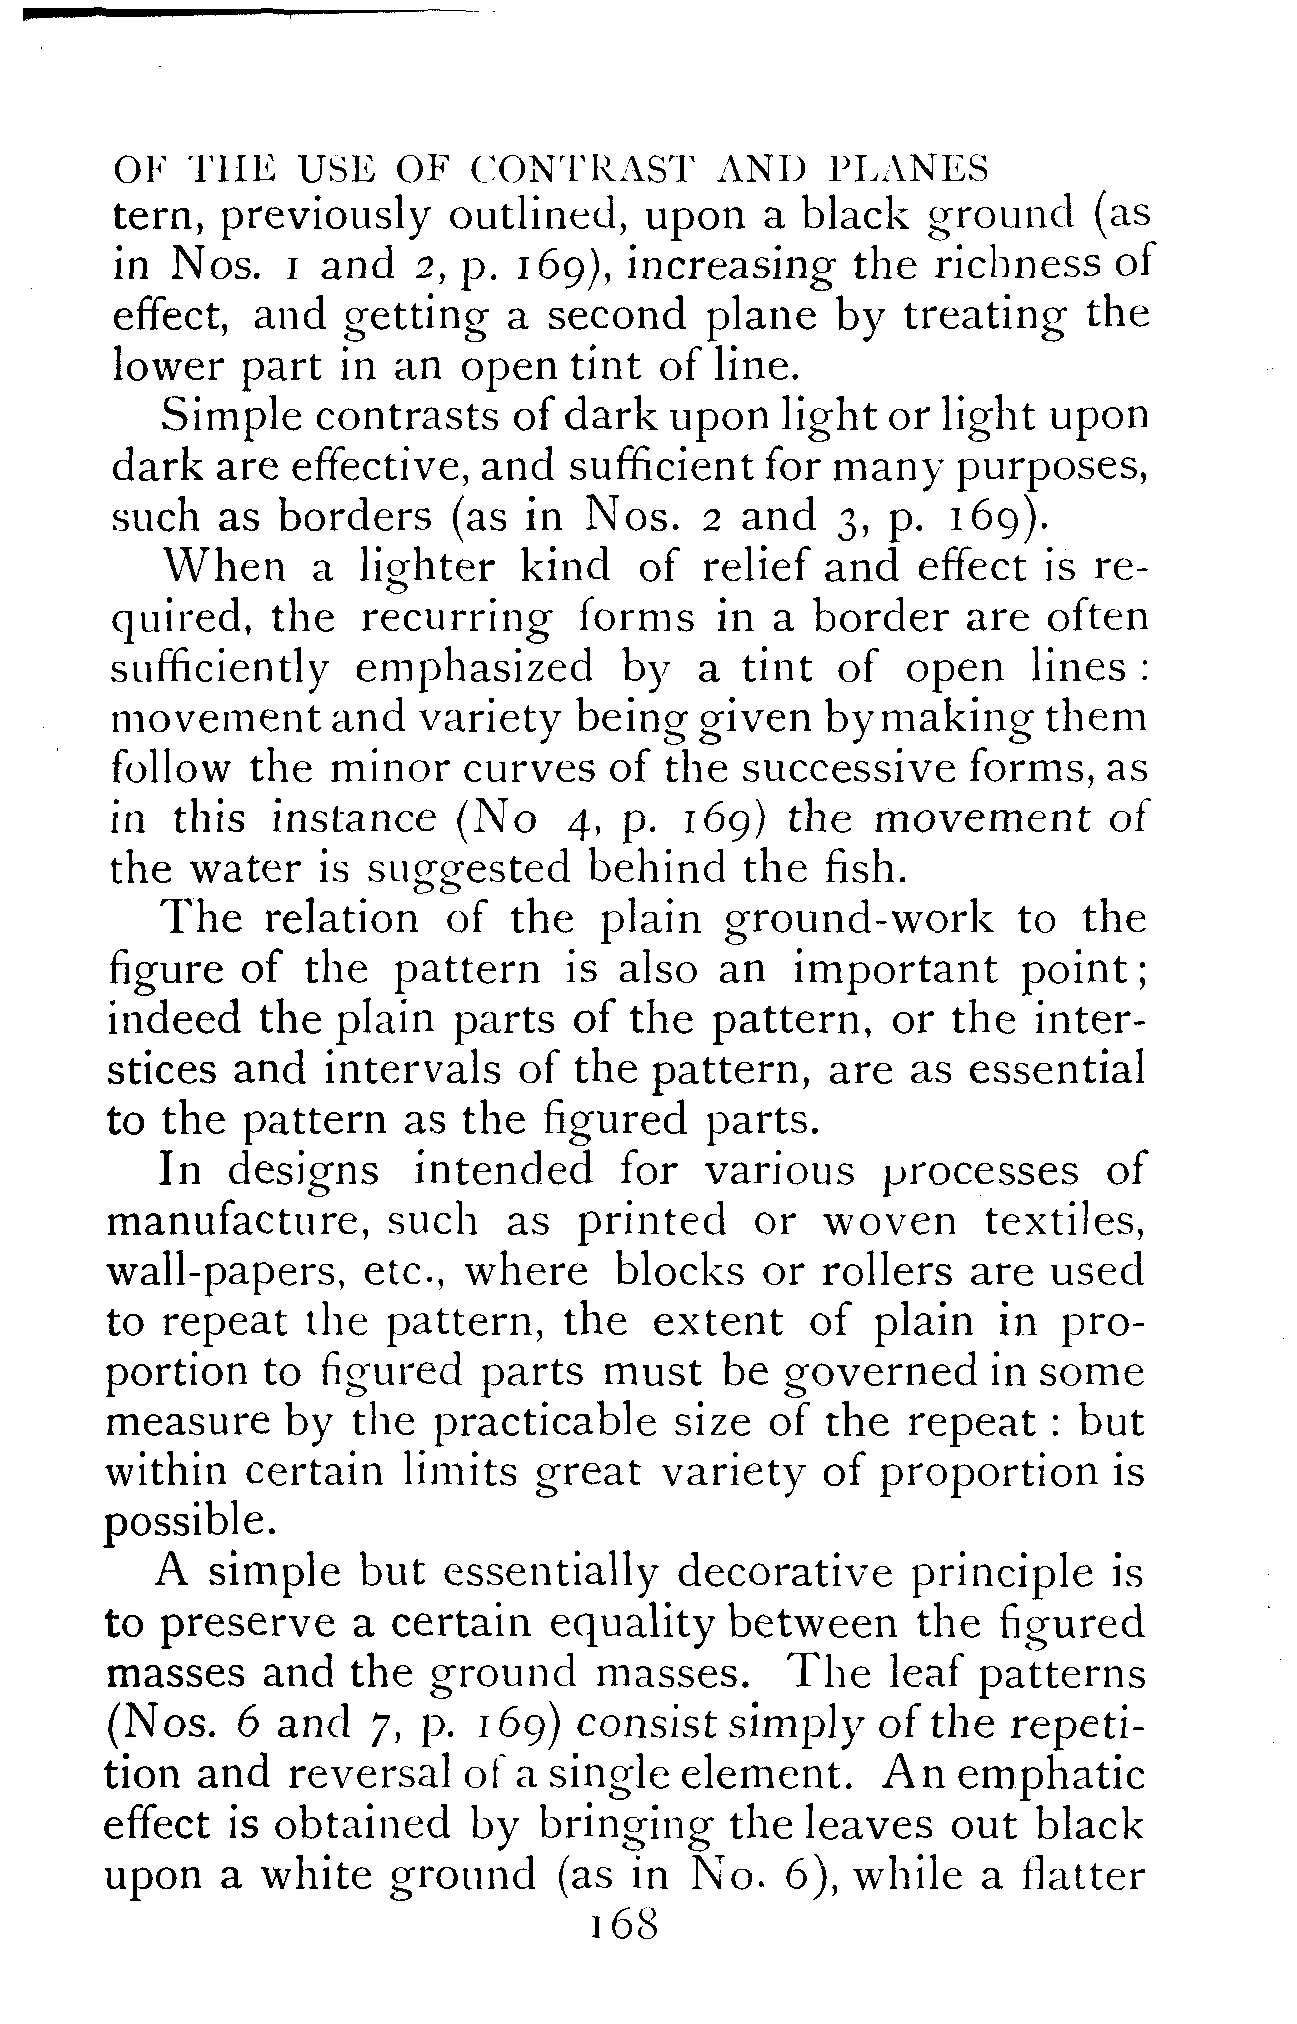 OF THE USE OF CONTRAST AND PLANES
tern, previously outlined, upon a black ground (as
in Nos. 1 and 2, p. 169), increasing the richness of
effect, and getting a second plane by treating the
lower part in an open tint of line.
Simple contrasts of dark upon light or light upon
dark are effective, and sufficient for many purposes,
such as borders (as in Nos. 2 and 3, p. 169).
When a lighter kind of relief and effect is re-
quired, the recurring forms in a border are often
sufficiently emphasized by a tint of open lines :
movement and variety being given by making them
follow the minor curves of the successive forms, as
in this instance (No 4, p. 169) the movement of
the water is suggested behind the fish.
The relation of the plain ground-work to the
figure of the pattern is also an important point;
indeed the plain parts of the pattern, or the inter-
stices and intervals of the pattern, are as essential
to the pattern as the figured parts.
In designs intended for various processes of
manufacture, such as printed or woven textiles,
wall-papers, etc., where blocks or rollers are used
to repeat the pattern, the extent of plain in pro-
portion to figured parts must be governed in some
measure by the practicable size of the repeat : but
within certain limits great variety of proportion is
possible.
A simple but essentially decorative principle is
to preserve a certain equality between the figured
masses and the ground masses. The leaf patterns
(Nos. 6 and 7, p. 169) consist simply of the repeti-
tion and reversal of a single element. An emphatic
effect is obtained by bringing the leaves out black
upon a white ground (as in No. 6), while a flatter
168